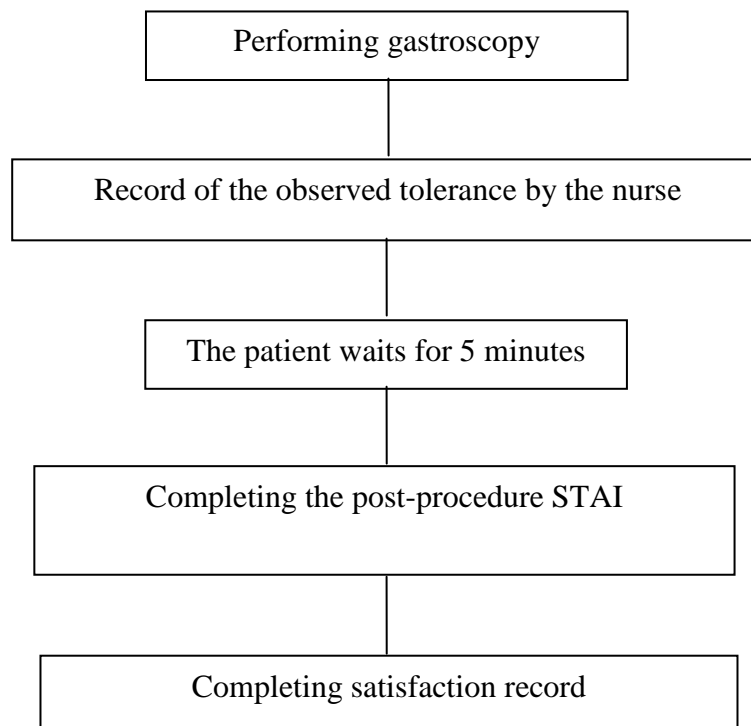 Performing gastroscopy
Record of the observed tolerance by the nurse
The patient waits for 5 minutes
Completing the post-procedure STAI
Completing satisfaction record